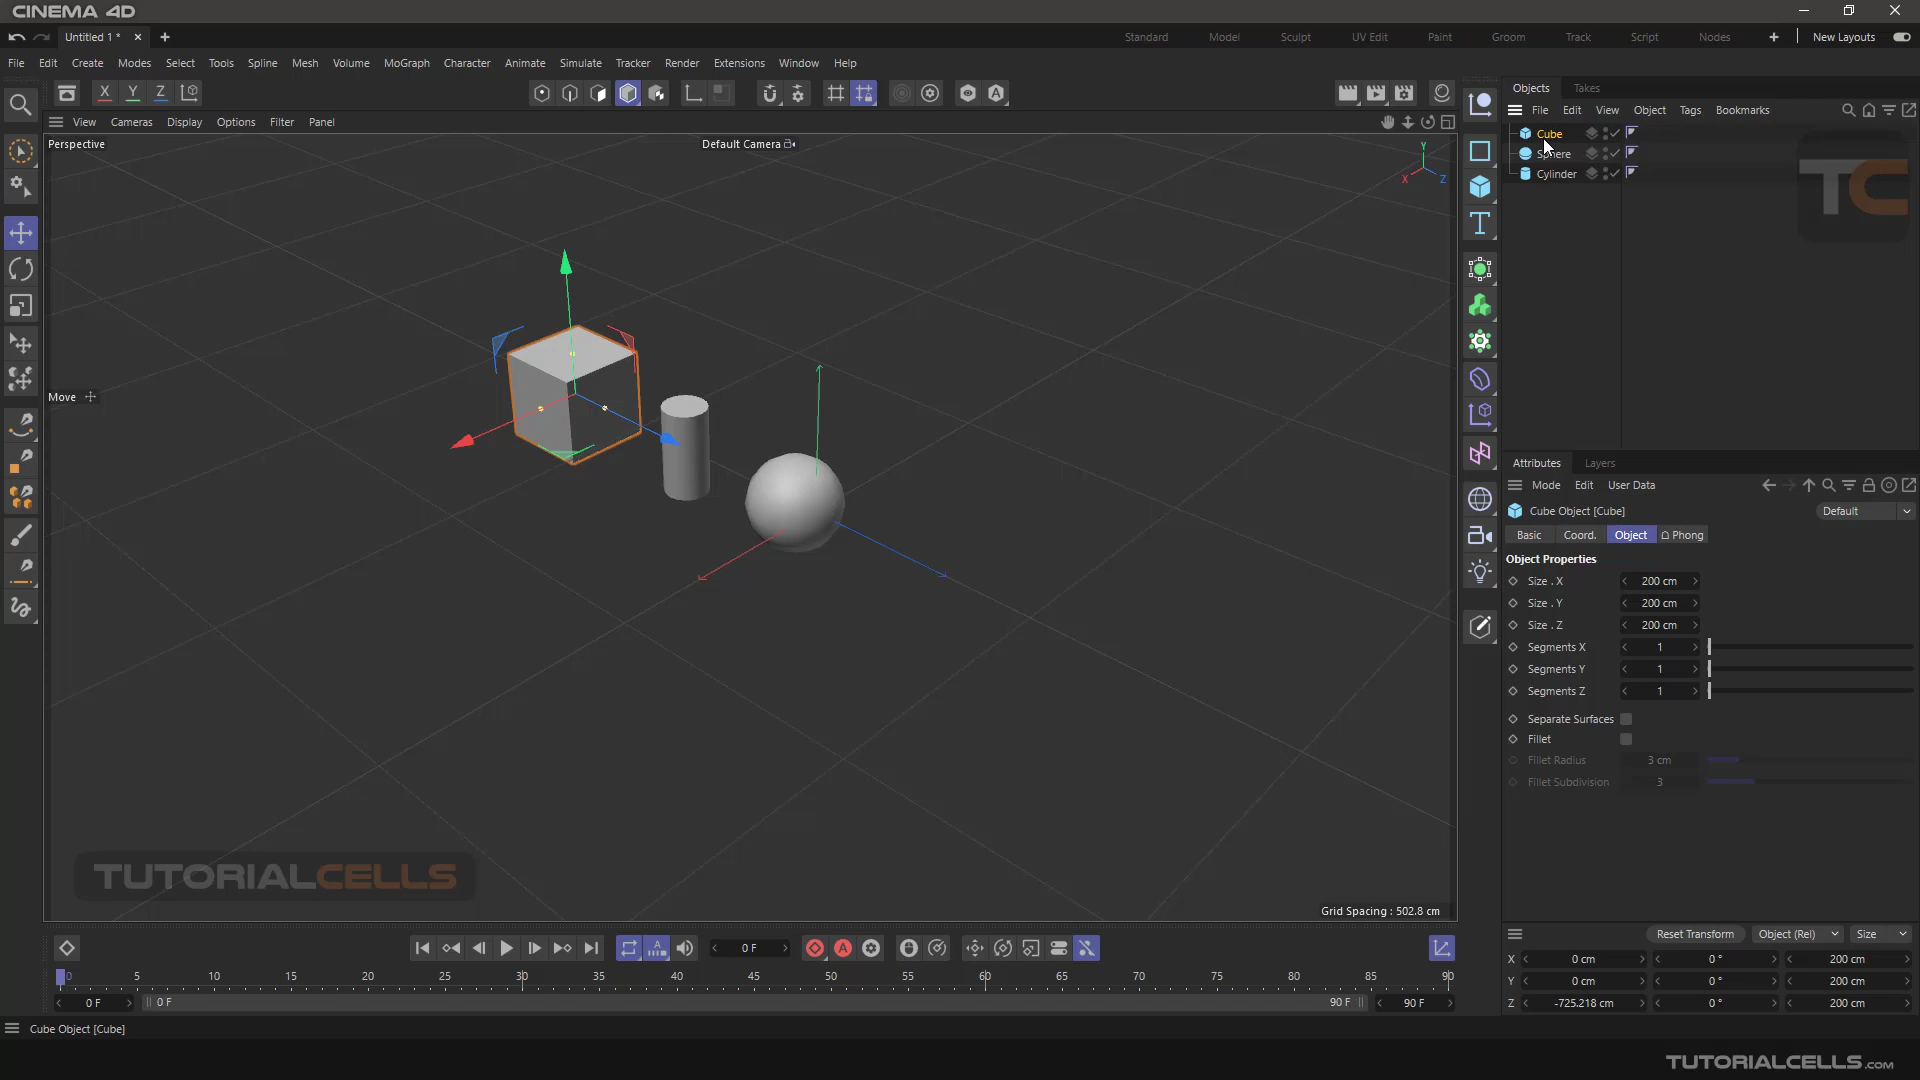 CINEMA 4D
Untitled 1 *
Standard Model Sculpt UV Edit Paint Groom Track Script Nodes New Layouts
File Edit Create Modes Select Tools Spline Mesh Volume MoGraph Character Animate Simulate Tracker Render Extensions Window Help
X Y Z
View Cameras Display Options Filter Panel
Perspective
Default Camera
Y
X
Z
Move
TUTORIALCELLS
Grid Spacing : 502.8 cm
Objects Takes
File Edit View Object Tags Bookmarks
Cube
Sphere
Cylinder
TC
Attributes Layers
Mode Edit User Data
Cube Object [Cube]
Default
Basic Coord. Object Phong
Object Properties
Size . X 200 cm
Size . Y 200 cm
Size . Z 200 cm
Segments X 1
Segments Y 1
Segments Z 1
Separate Surfaces
Fillet
Fillet Radius 3 cm
Fillet Subdivision 3
0 F
0 5 10 15 20 25 30 35 40 45 50 55 60 65 70 75 80 85 90
0 F 0 F 90 F 90 F
Reset Transform Object (Rel) Size
X 0 cm 0 ° 200 cm
Y 0 cm 0 ° 200 cm
Z -725.218 cm 0 ° 200 cm
Cube Object [Cube]
TUTORIALCELLS.com